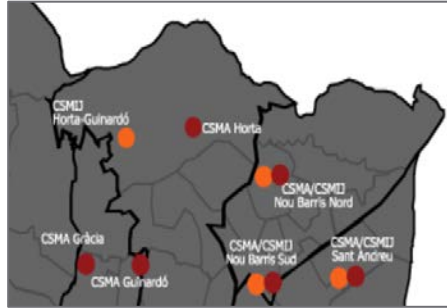 CSMIJ
Horta-Guinardó
CSMA Horta
CSMA/CSMIJ
Nou Barris Nord
CSMA Gràcia
CSMA Guinardó
CSMA/CSMIJ
Nou Barris Sud
CSMA/CSMIJ
Sant Andreu